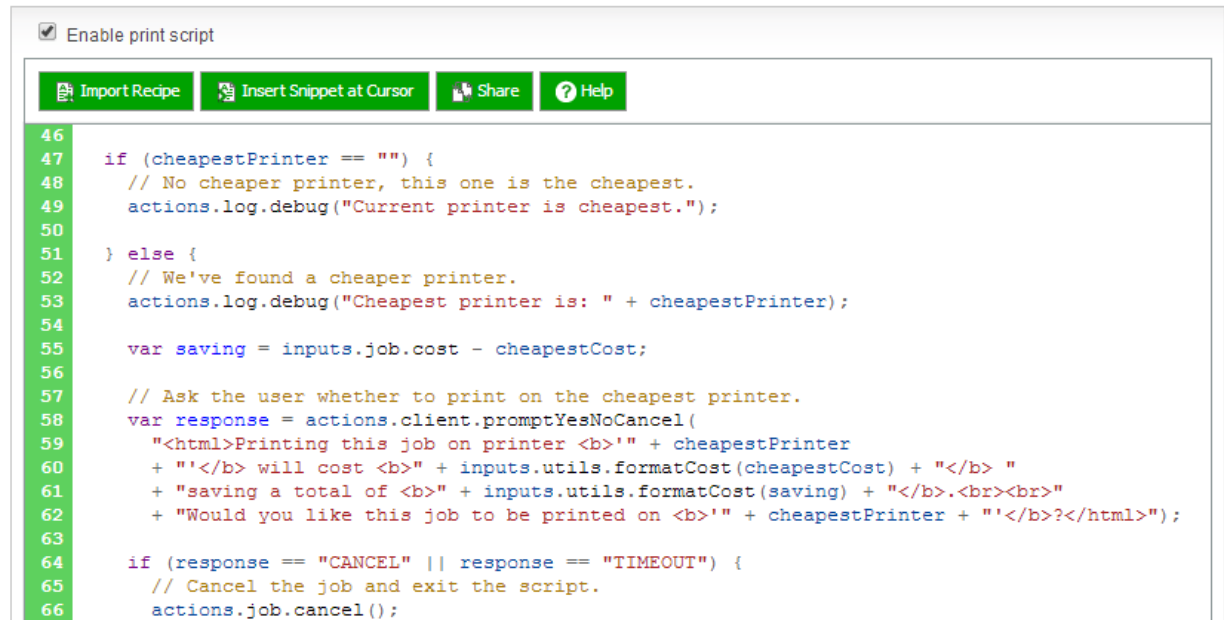 Enable print script
Import Recipe Insert Snippet at Cursor Share ? Help
46
47 if (cheapestPrinter == "") {
48 // No cheaper printer, this one is the cheapest.
49 actions.log.debug("Current printer is cheapest.");
50
51 } else {
52 // We've found a cheaper printer.
53 actions.log.debug("Cheapest printer is: " + cheapestPrinter);
54
55 var saving = inputs.job.cost - cheapestCost;
56
57 // Ask the user whether to print on the cheapest printer.
58 var response = actions.client.promptYesNoCancel(
59 "<html>Printing this job on printer <b>'" + cheapestPrinter
60 + "'</b> will cost <b>" + inputs.utils.formatCost(cheapestCost) + "</b> "
61 + "saving a total of <b>" + inputs.utils.formatCost(saving) + "</b>.<br><br>"
62 + "Would you like this job to be printed on <b>'" + cheapestPrinter + "'</b>?</html>");
63
64 if (response == "CANCEL" || response == "TIMEOUT") {
65 // Cancel the job and exit the script.
66 actions.job.cancel();